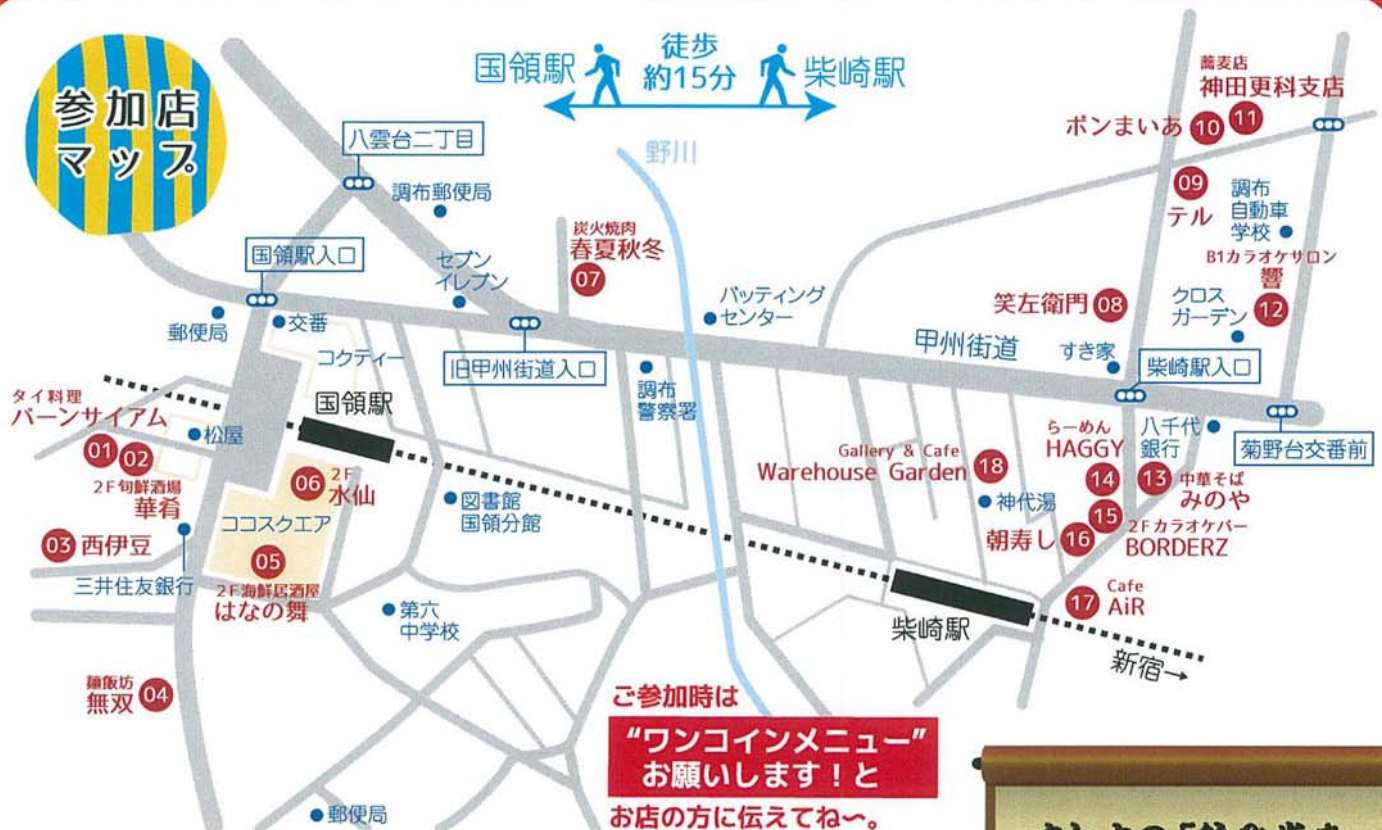 参加店
マップ
国領駅
徒歩
約15分
柴崎駅
八雲台二丁目
調布郵便局
野川
蕎麦店
神田更科支店
ボンまいあ 10 11
09
テル
調布
自動車
学校
国領駅入口
セブン
イレブン
炭火焼肉
春夏秋冬
07
B1カラオケサロン
響
12
郵便局
交番
コクティー
旧甲州街道入口
バッティング
センター
調布
警察署
甲州街道
笑左衛門 08
クロス
ガーデン
すき家
柴崎駅入口
菊野台交番前
タイ料理
バーンサイアム
01 02
2F旬鮮酒場
華肴
松屋
国領駅
06 2F
水仙
ココスクエア
03 西伊豆
三井住友銀行
05
2F海鮮居酒屋
はなの舞
図書館
国領分館
第六
中学校
麺飯坊
無双 04
郵便局
Gallery & Cafe
Warehouse Garden 18
神代湯
らーめん
HAGGY
14
八千代
銀行
13 中華そば
みのや
15
2Fカラオケバー
BORDERZ
朝寿し 16
柴崎駅
17 Cafe
AiR
新宿→
ご参加時は
“ワンコインメニュー”
お願いします！と
お店の方に伝えてね〜。